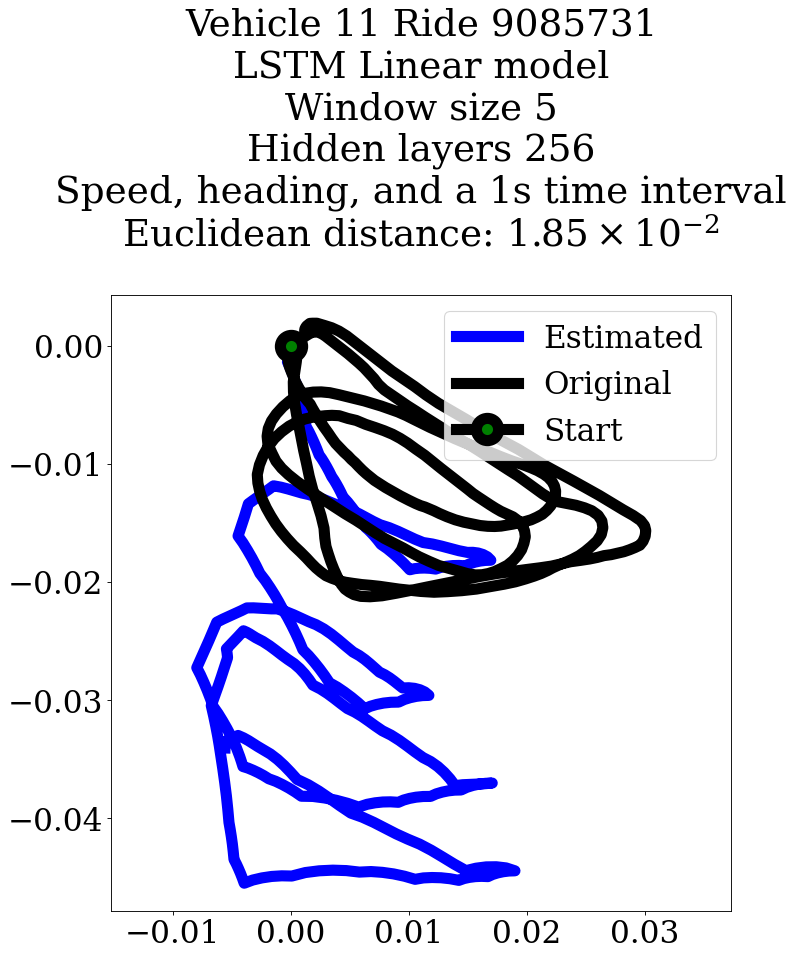 Vehicle 11 Ride 9085731
LSTM Linear model
Window size 5
Hidden layers 256
Speed, heading, and a 1s time interval
Euclidean distance: 1.85 × 10⁻²
Estimated
Original
Start
0.00
−0.01
−0.02
−0.03
−0.04
−0.01 0.00 0.01 0.02 0.03